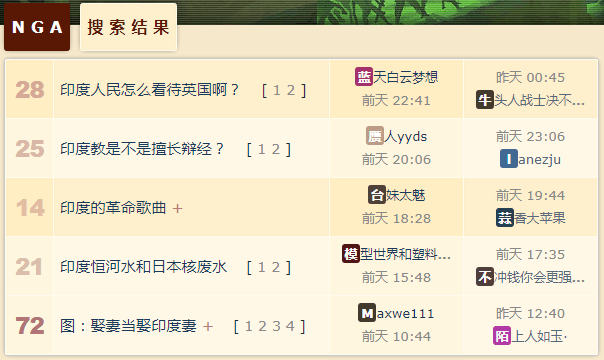 NGA 搜索结果
28 印度人民怎么看待英国啊？ [ 1 2 ] 蓝天白云梦想 昨天 00:45
前天 22:41 牛头人战士决不...
25 印度教是不是擅长辩经？ [ 1 2 ] 鹰人yyds 前天 23:06
前天 20:06 Ianezju
14 印度的革命歌曲 + 古妹太魅 前天 19:44
前天 18:28 蒜香大苹果
21 印度恒河水和日本核废水 [ 1 2 ] 模型世界和塑料... 前天 17:35
前天 15:48 不冲钱你会更强...
72 图：娶妻当娶印度妻 + [ 1 2 3 4 ] Maxwe111 昨天 12:40
前天 10:44 陌上人如玉·